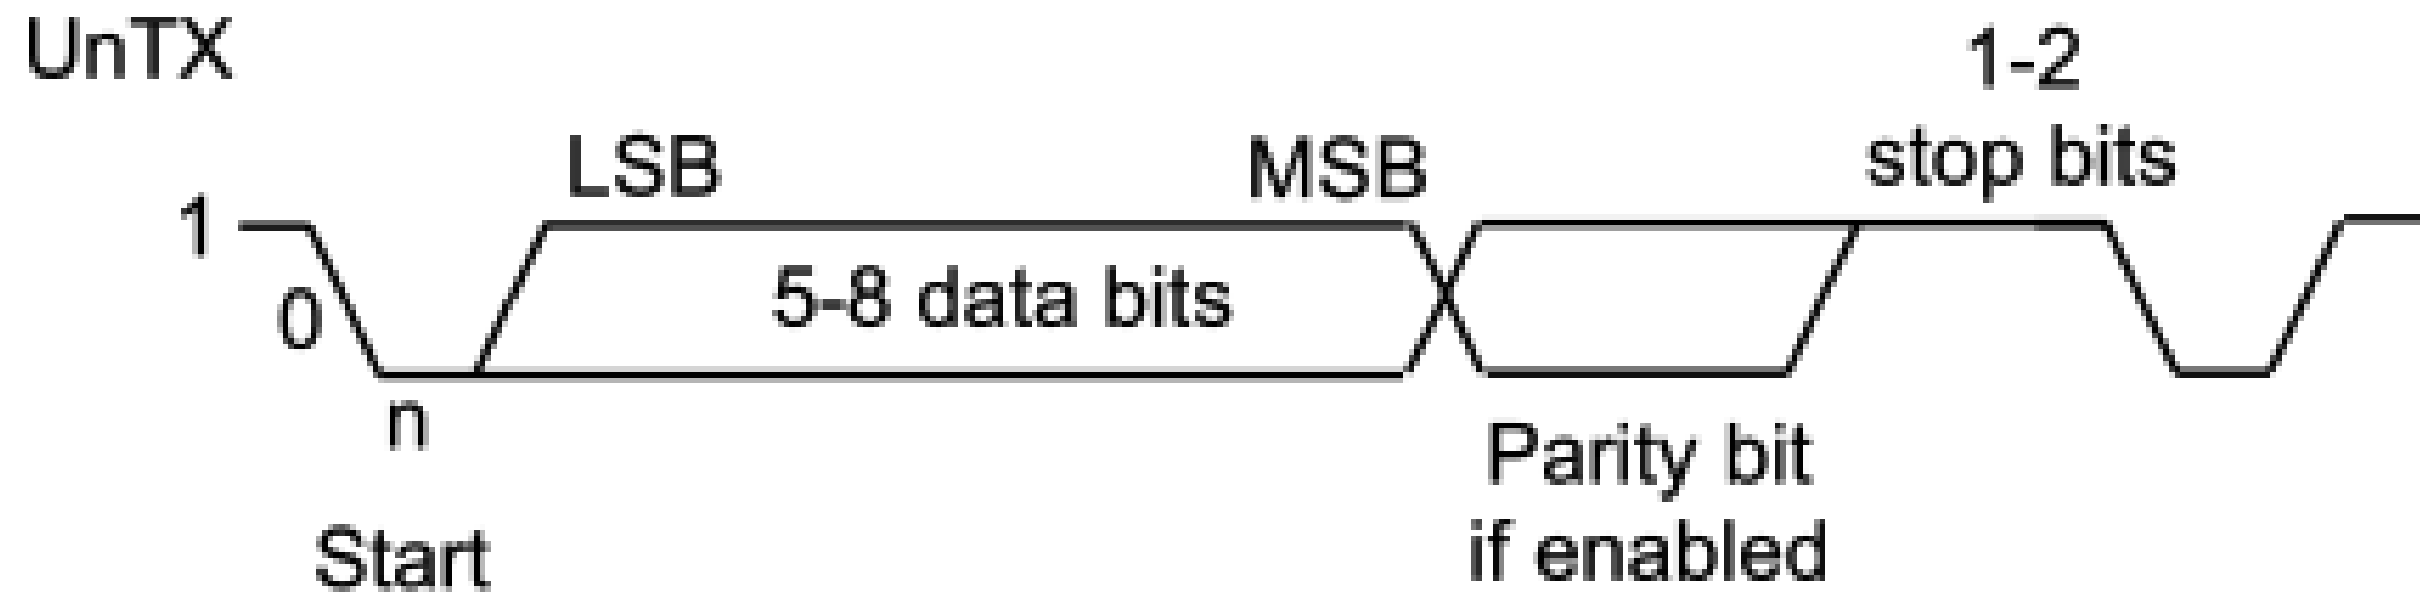 UnTX
1-2
stop bits
LSB
MSB
1
0
5-8 data bits
n
Parity bit
if enabled
Start